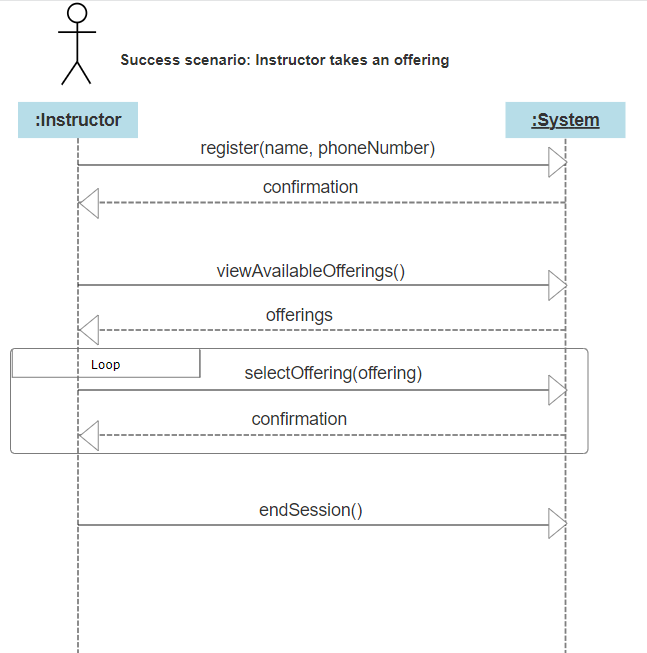 Success scenario: Instructor takes an offering
:Instructor
:System
register(name, phoneNumber)
confirmation
viewAvailableOfferings()
offerings
Loop
selectOffering(offering)
confirmation
endSession()